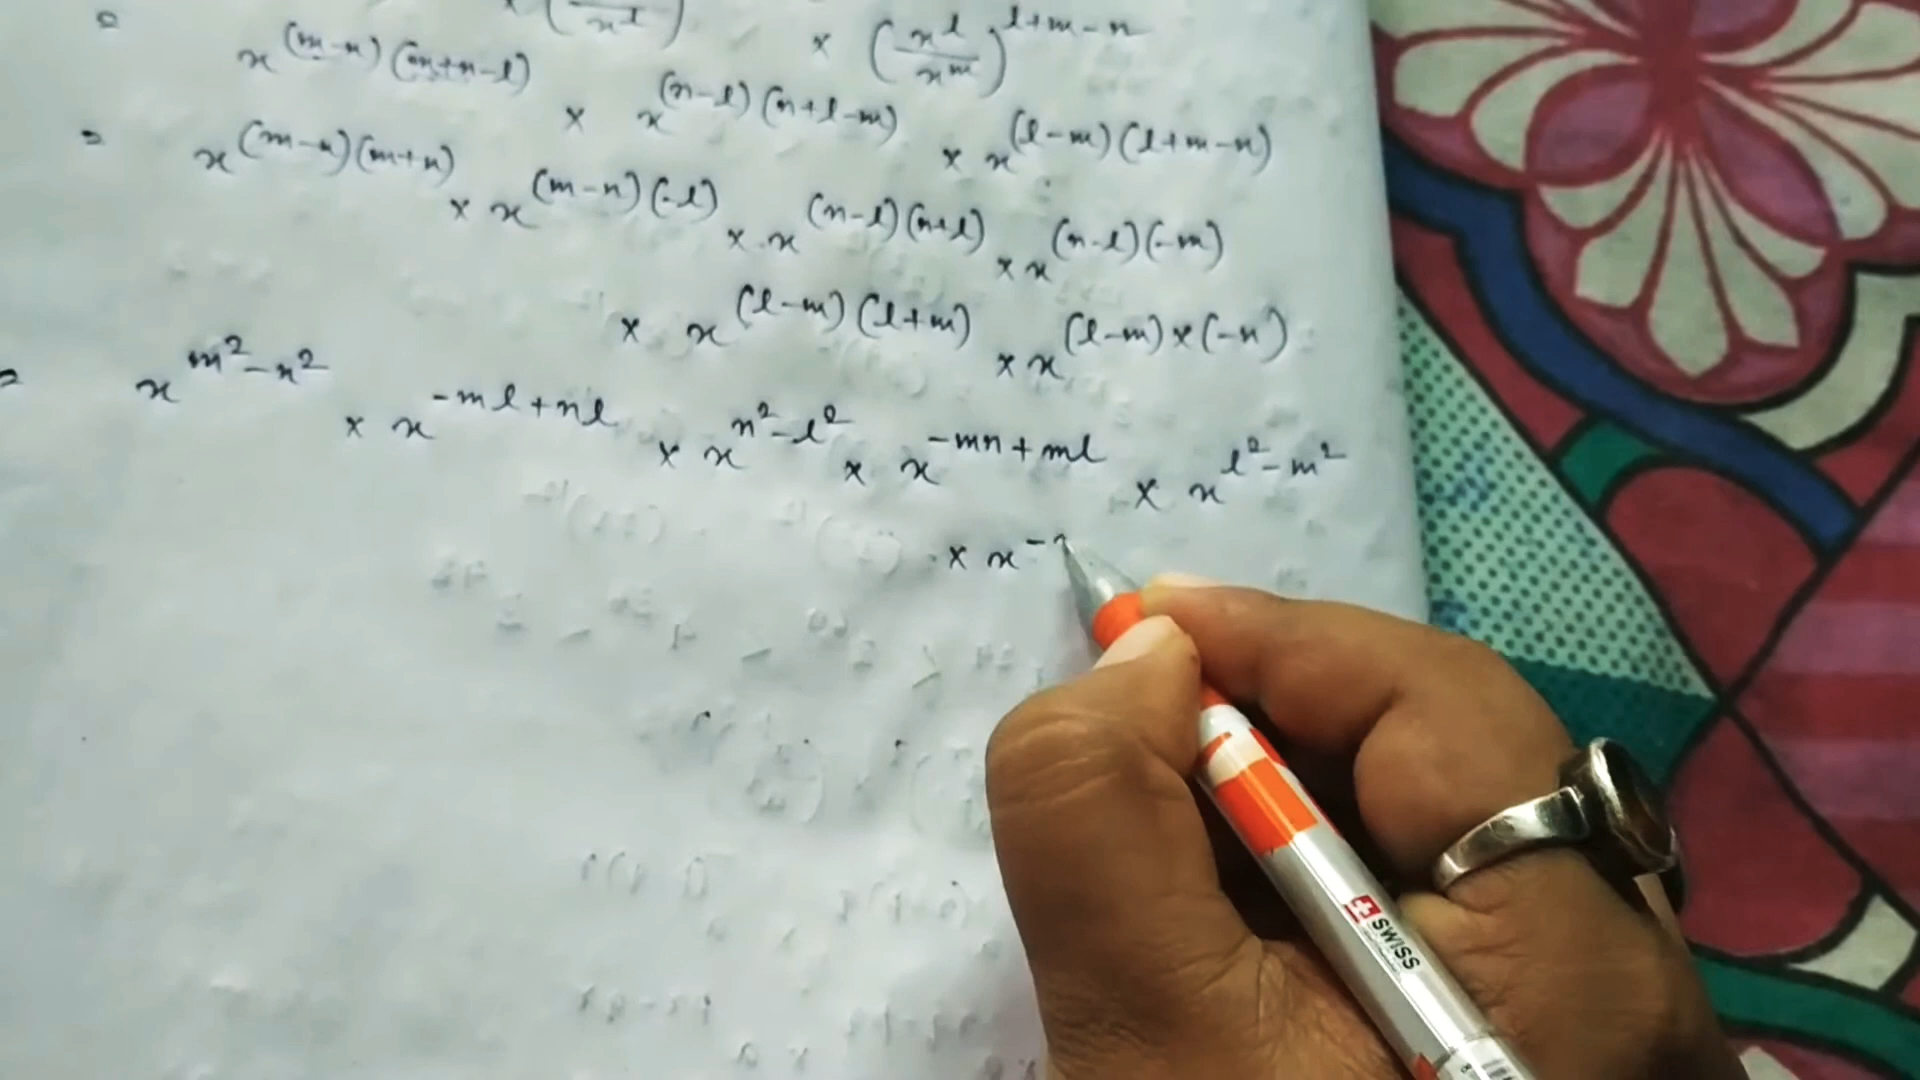 = × (/x^l) × (x^l/x^m)^{l+m-n}
x^{(m-n)(m+n-l)} × x^{(n-l)(n+l-m)} × x^{(l-m)(l+m-n)}
= x^{(m-n)(m+n)} × x^{(m-n)(-l)} × x^{(n-l)(n+l)} × x^{(n-l)(-m)}
× x^{(l-m)(l+m)} × x^{(l-m)×(-n)}
= x^{m²-n²} × x^{-ml+nl} × x^{n²-l²} × x^{-mn+ml} × x^{l²-m²}
× x^{-
SWISS